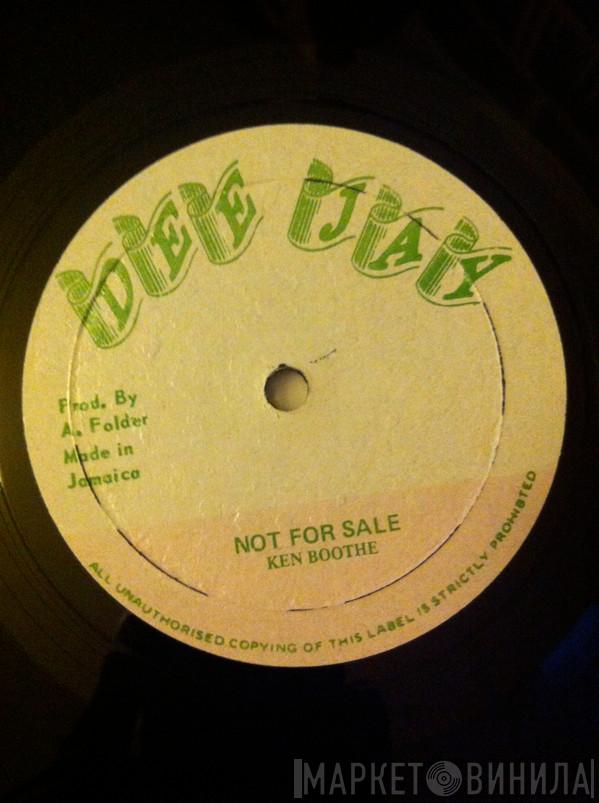 DEE JAY
Prod. By
A. Folder
Made in
Jamaica
NOT FOR SALE
KEN BOOTHE
ALL UNAUTHORISED COPYING OF THIS LABEL IS STRICTLY PROHIBITED
МАРКЕТ ВИНИЛА